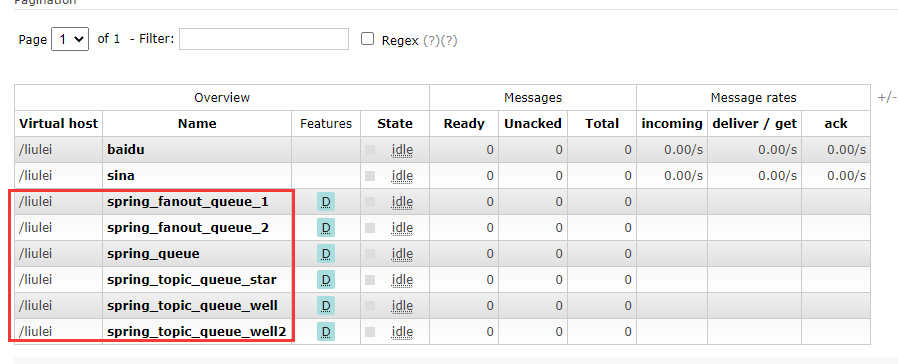 Pagination
Page 1 of 1 - Filter: Regex (?)(?)
Overview Messages Message rates +/-
Virtual host Name Features State Ready Unacked Total incoming deliver / get ack
/liulei baidu idle 0 0 0 0.00/s 0.00/s 0.00/s
/liulei sina idle 0 0 0 0.00/s 0.00/s 0.00/s
/liulei spring_fanout_queue_1 D idle 0 0 0
/liulei spring_fanout_queue_2 D idle 0 0 0
/liulei spring_queue D idle 0 0 0
/liulei spring_topic_queue_star D idle 0 0 0
/liulei spring_topic_queue_well D idle 0 0 0
/liulei spring_topic_queue_well2 D idle 0 0 0